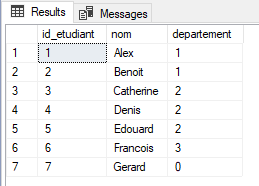 Results Messages
id_etudiant nom departement
1 1 Alex 1
2 2 Benoit 1
3 3 Catherine 2
4 4 Denis 2
5 5 Edouard 2
6 6 Francois 3
7 7 Gerard 0